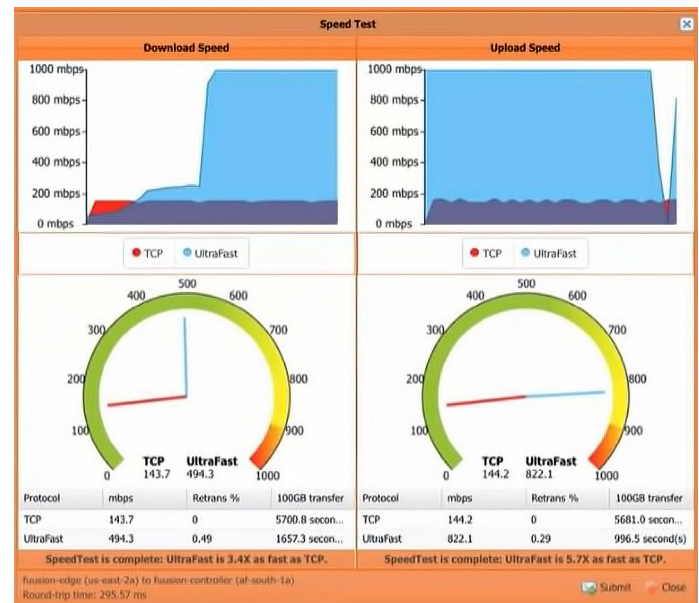 Speed Test
Download Speed
Upload Speed
1000 mbps
800 mbps
600 mbps
400 mbps
200 mbps
0 mbps
1000 mbps
800 mbps
600 mbps
400 mbps
200 mbps
0 mbps
TCP UltraFast
TCP UltraFast
0 100 200 300 400 500 600 700 800 900 1000
TCP UltraFast
143.7 494.3
0 100 200 300 400 500 600 700 800 900 1000
TCP UltraFast
144.2 822.1
Protocol mbps Retrans % 100GB transfer
TCP 143.7 0 5700.8 secon...
UltraFast 494.3 0.49 1657.3 secon...
Protocol mbps Retrans % 100GB transfer
TCP 144.2 0 5681.0 secon...
UltraFast 822.1 0.29 996.5 second(s)
SpeedTest is complete: UltraFast is 3.4X as fast as TCP.
SpeedTest is complete: UltraFast is 5.7X as fast as TCP.
fuusion-edge (us-east-2a) to fuusion-controller (af-south-1a)
Round-trip time: 295.57 ms
Submit Close